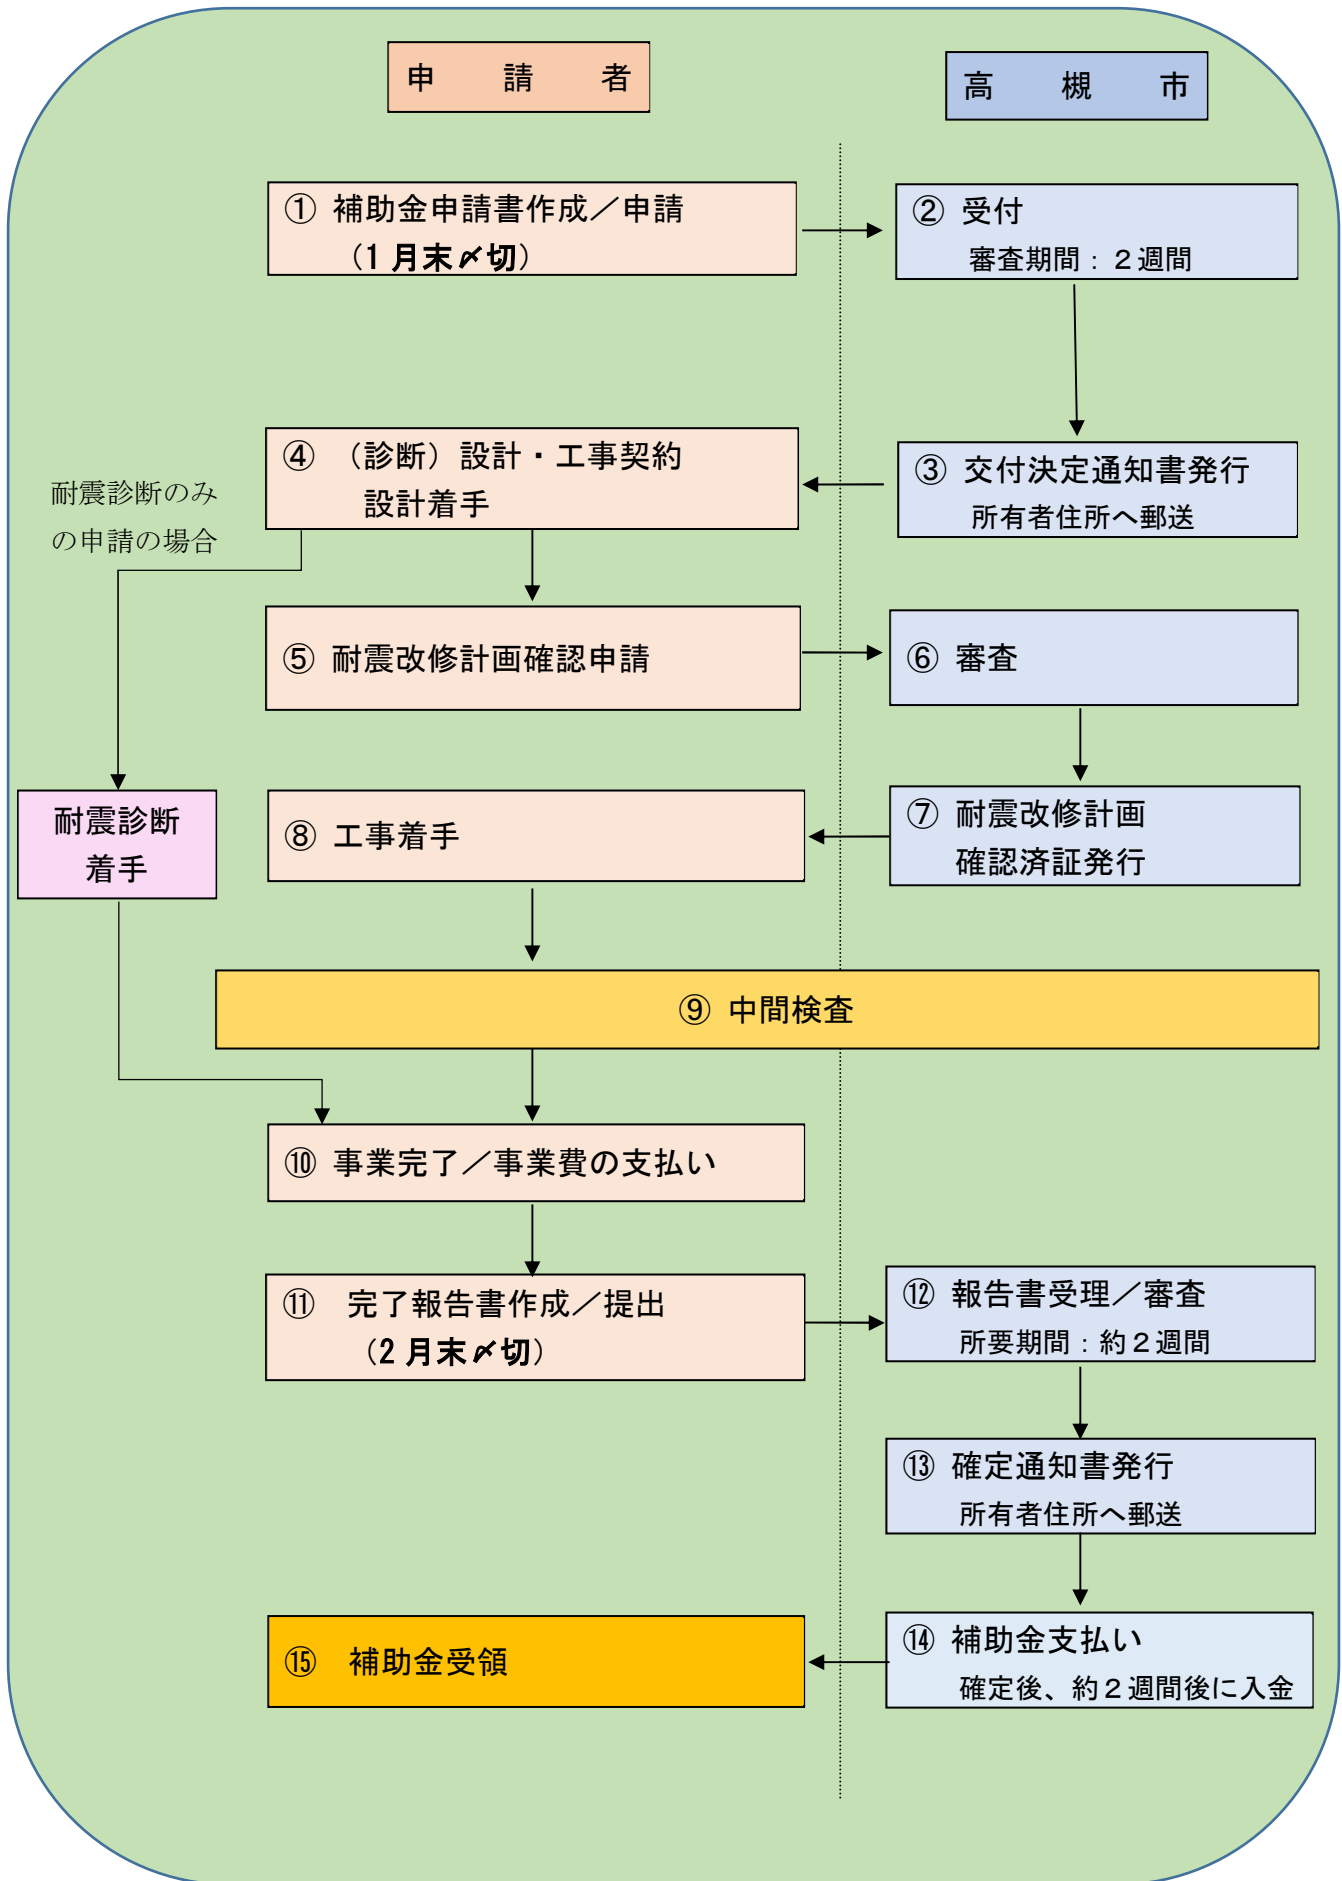 申　請　者
高　槻　市
① 補助金申請書作成／申請
（1 月末〆切）
② 受付
審査期間：２週間
③ 交付決定通知書発行
所有者住所へ郵送
④ （診断）設計・工事契約
設計着手
耐震診断のみ
の申請の場合
⑤ 耐震改修計画確認申請
⑥ 審査
⑦ 耐震改修計画
確認済証発行
⑧ 工事着手
耐震診断
着手
⑨ 中間検査
⑩ 事業完了／事業費の支払い
⑪　完了報告書作成／提出
（2 月末〆切）
⑫ 報告書受理／審査
所要期間：約２週間
⑬ 確定通知書発行
所有者住所へ郵送
⑭ 補助金支払い
確定後、約２週間後に入金
⑮　補助金受領